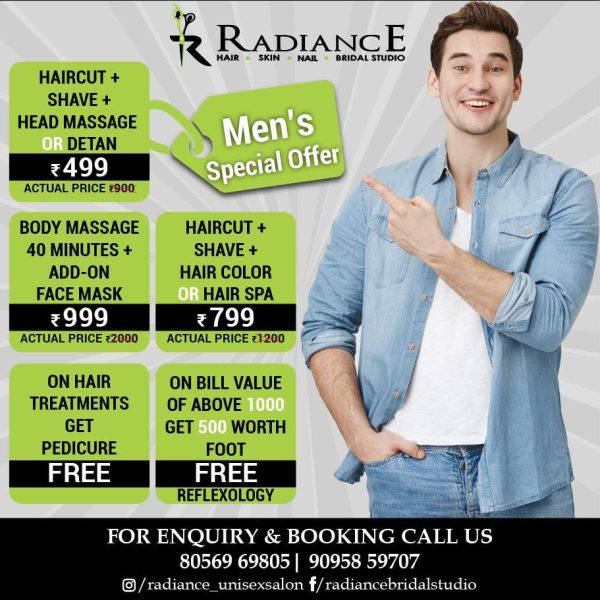 RADIANCE
HAIR SKIN NAIL BRIDAL STUDIO
HAIRCUT +
SHAVE +
HEAD MASSAGE
OR DETAN
₹499
ACTUAL PRICE ₹900
Men's
Special Offer
BODY MASSAGE
40 MINUTES +
ADD-ON
FACE MASK
₹999
ACTUAL PRICE ₹2000
HAIRCUT +
SHAVE +
HAIR COLOR
OR HAIR SPA
₹799
ACTUAL PRICE ₹1200
ON HAIR
TREATMENTS
GET
PEDICURE
FREE
ON BILL VALUE
OF ABOVE 1000
GET 500 WORTH
FOOT
FREE
REFLEXOLOGY
FOR ENQUIRY & BOOKING CALL US
80569 69805| 90958 59707
/radiance_unisexsalon f/radiancebridalstudio